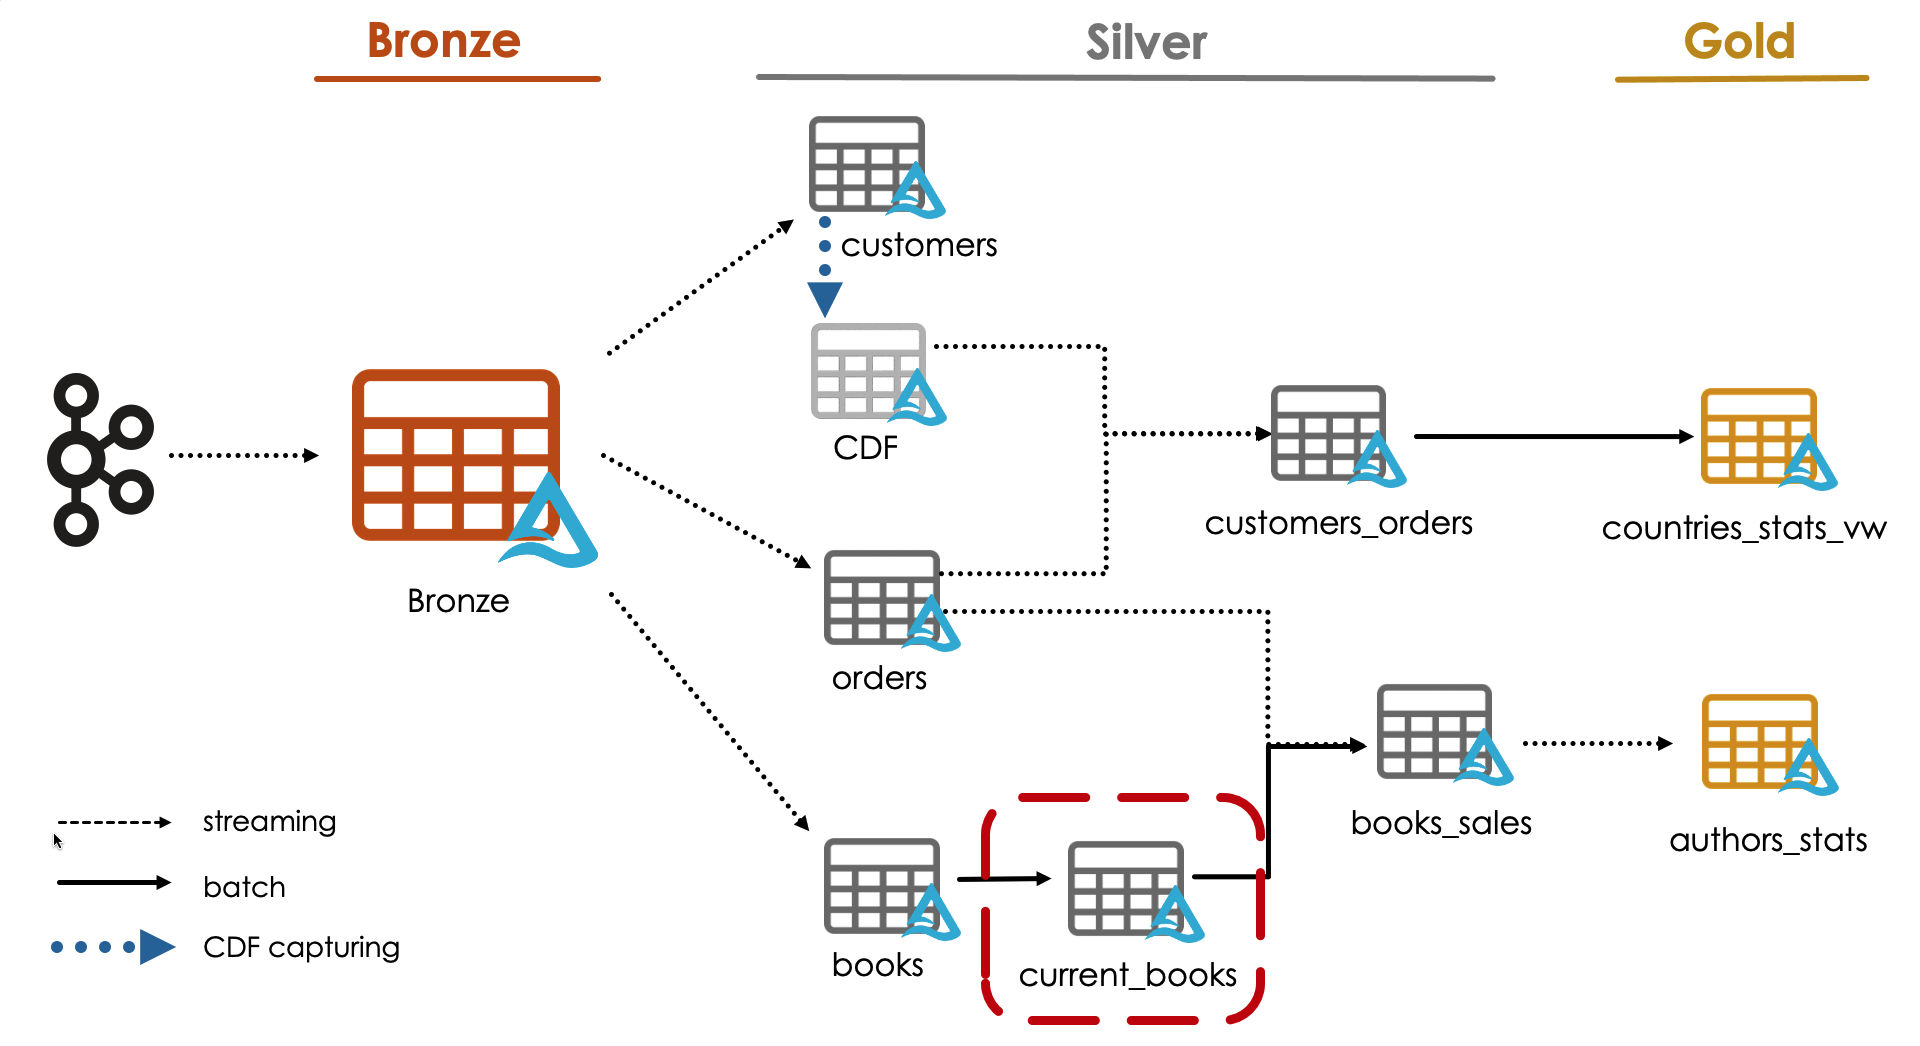 Bronze
Silver
Gold
customers
CDF
customers_orders
countries_stats_vw
Bronze
orders
books_sales
authors_stats
streaming
batch
CDF capturing
books
current_books